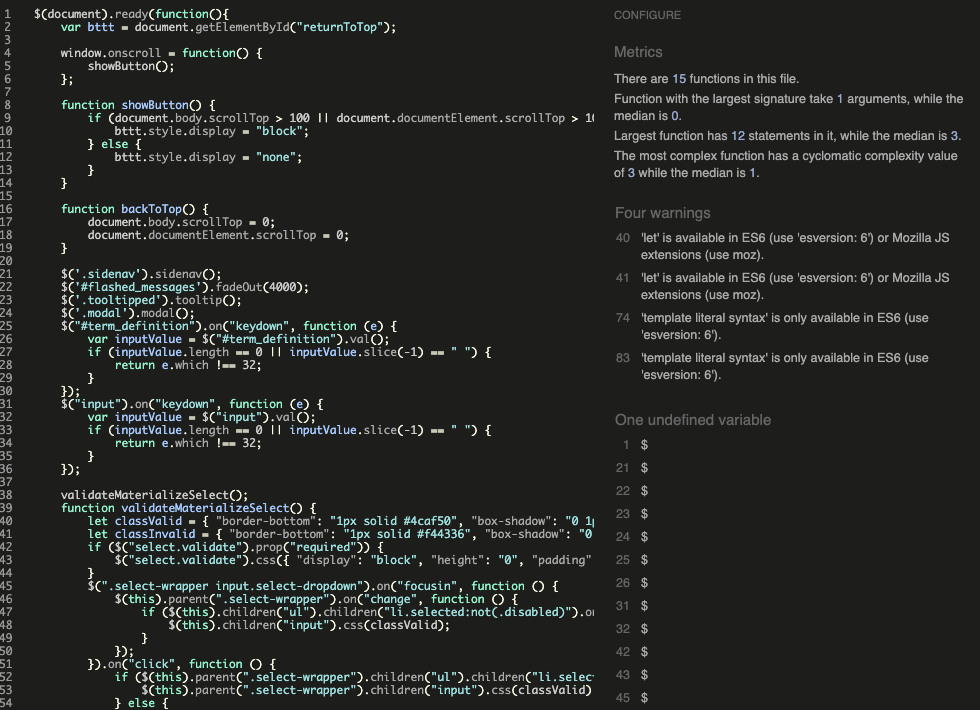 1 $(document).ready(function(){
2 var bttt = document.getElementById("returnToTop");
3
4 window.onscroll = function() {
5 showButton();
6 };
7
8 function showButton() {
9 if (document.body.scrollTop > 100 || document.documentElement.scrollTop > 10
10 bttt.style.display = "block";
11 } else {
12 bttt.style.display = "none";
13 }
14 }
15
16 function backToTop() {
17 document.body.scrollTop = 0;
18 document.documentElement.scrollTop = 0;
19 }
20
21 $('.sidenav').sidenav();
22 $('#flashed_messages').fadeOut(4000);
23 $('.tooltipped').tooltip();
24 $('.modal').modal();
25 $("#term_definition").on("keydown", function (e) {
26 var inputValue = $("#term_definition").val();
27 if (inputValue.length == 0 || inputValue.slice(-1) == " ") {
28 return e.which !== 32;
29 }
30 });
31 $("input").on("keydown", function (e) {
32 var inputValue = $("input").val();
33 if (inputValue.length == 0 || inputValue.slice(-1) == " ") {
34 return e.which !== 32;
35 }
36 });
37
38 validateMaterializeSelect();
39 function validateMaterializeSelect() {
40 let classValid = { "border-bottom": "1px solid #4caf50", "box-shadow": "0 1p
41 let classInvalid = { "border-bottom": "1px solid #f44336", "box-shadow": "0
42 if ($("select.validate").prop("required")) {
43 $("select.validate").css({ "display": "block", "height": "0", "padding"
44 }
45 $(".select-wrapper input.select-dropdown").on("focusin", function () {
46 $(this).parent(".select-wrapper").on("change", function () {
47 if ($(this).children("ul").children("li.selected:not(.disabled)").on
48 $(this).children("input").css(classValid);
49 }
50 });
51 }).on("click", function () {
52 if ($(this).parent(".select-wrapper").children("ul").children("li.selec
53 $(this).parent(".select-wrapper").children("input").css(classValid)
54 } else {
CONFIGURE
Metrics
There are 15 functions in this file.
Function with the largest signature take 1 arguments, while the
median is 0.
Largest function has 12 statements in it, while the median is 3.
The most complex function has a cyclomatic complexity value
of 3 while the median is 1.
Four warnings
40 'let' is available in ES6 (use 'esversion: 6') or Mozilla JS
extensions (use moz).
41 'let' is available in ES6 (use 'esversion: 6') or Mozilla JS
extensions (use moz).
74 'template literal syntax' is only available in ES6 (use
'esversion: 6').
83 'template literal syntax' is only available in ES6 (use
'esversion: 6').
One undefined variable
1 $
21 $
22 $
23 $
24 $
25 $
26 $
31 $
32 $
42 $
43 $
45 $